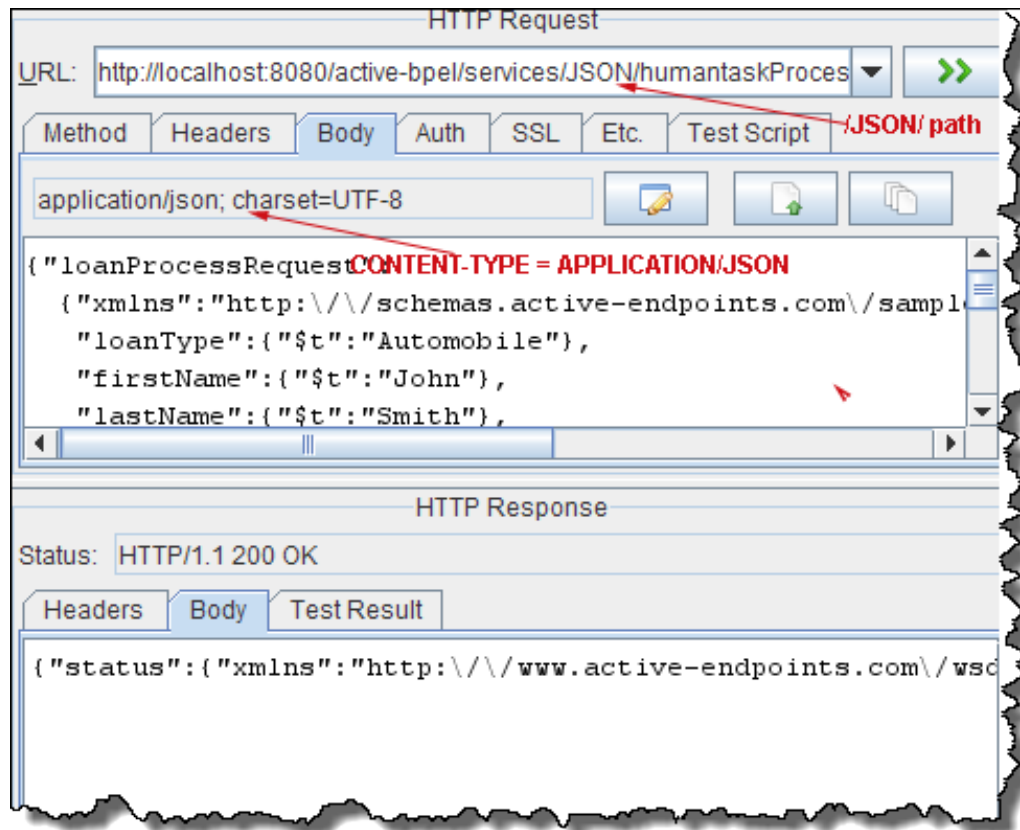 HTTP Request
URL: http://localhost:8080/active-bpel/services/JSON/humantaskProces
Method Headers Body Auth SSL Etc. Test Script /JSON/ path
application/json; charset=UTF-8
{"loanProcessRequest": CONTENT-TYPE = APPLICATION/JSON
{"xmlns":"http:\/\/schemas.active-endpoints.com\/sampl
"loanType":{"$t":"Automobile"},
"firstName":{"$t":"John"},
"lastName":{"$t":"Smith"},
HTTP Response
Status: HTTP/1.1 200 OK
Headers Body Test Result
{"status":{"xmlns":"http:\/\/www.active-endpoints.com\/wsd